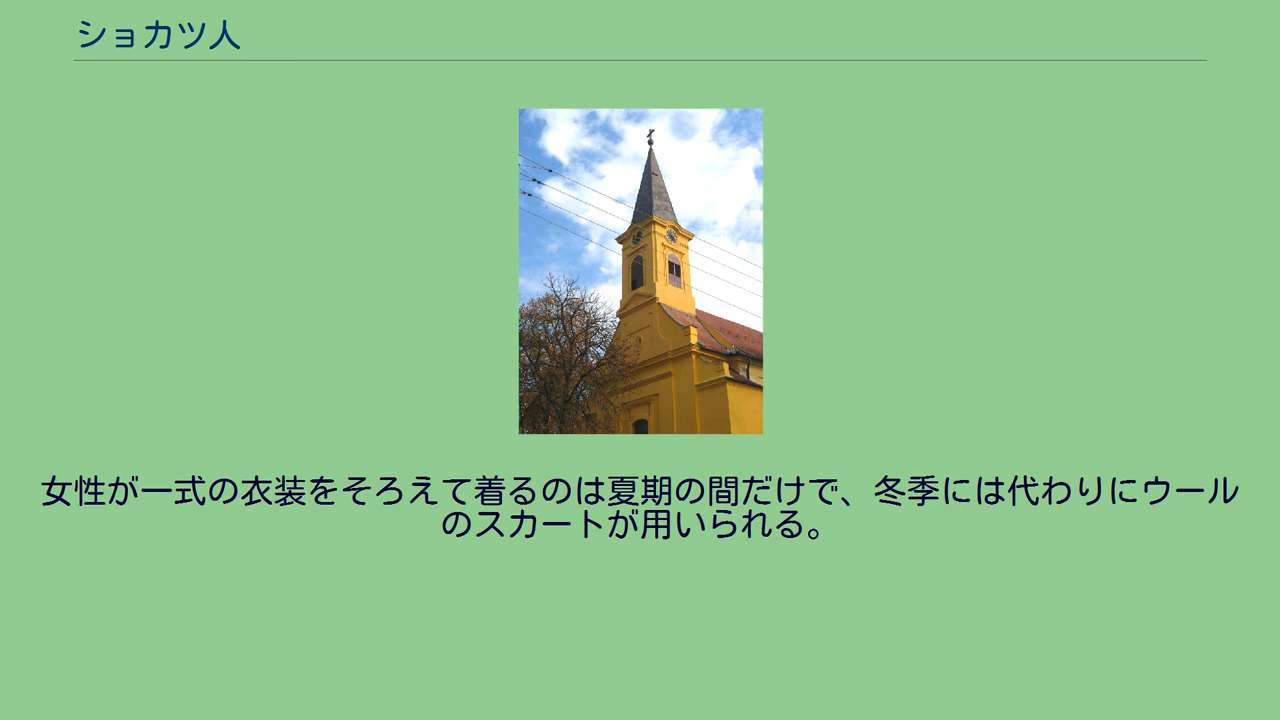 ショカツ人
女性が一式の衣装をそろえて着るのは夏期の間だけで、冬季には代わりにウール
のスカートが用いられる。